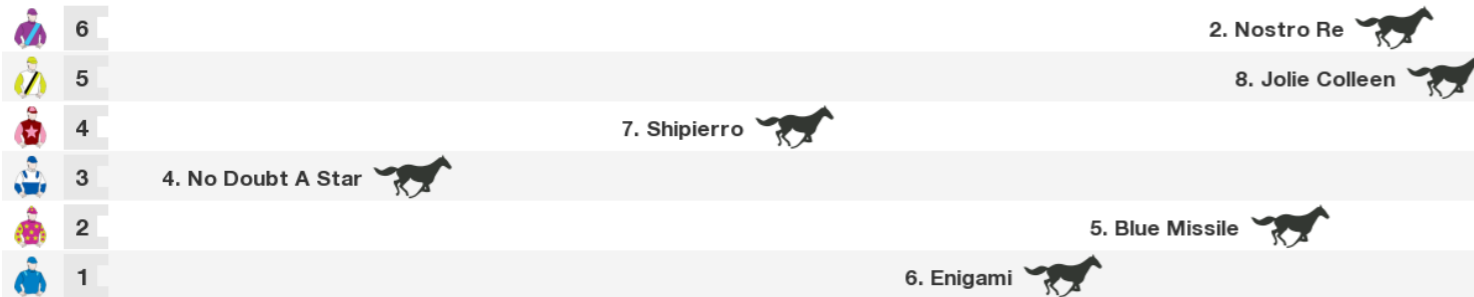 6 2. Nostro Re
5 8. Jolie Colleen
4 7. Shipierro
3 4. No Doubt A Star
2 5. Blue Missile
1 6. Enigami